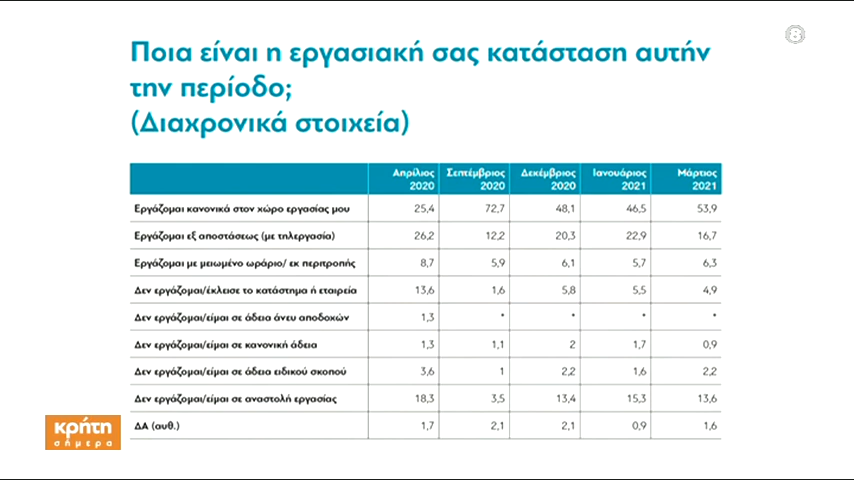 Ποια είναι η εργασιακή σας κατάσταση αυτήν
την περίοδο;
(Διαχρονικά στοιχεία)
Απρίλιος 2020 Σεπτέμβριος 2020 Δεκέμβριος 2020 Ιανουάριος 2021 Μάρτιος 2021
Εργάζομαι κανονικά στον χώρο εργασίας μου 25,4 72,7 48,1 46,5 53,9
Εργάζομαι εξ αποστάσεως (με τηλεργασία) 26,2 12,2 20,3 22,9 16,7
Εργάζομαι με μειωμένο ωράριο/ εκ περιτροπής 8,7 5,9 6,1 5,7 6,3
Δεν εργάζομαι/έκλεισε το κατάστημα ή εταιρεία 13,6 1,6 5,8 5,5 4,9
Δεν εργάζομαι/είμαι σε άδεια άνευ αποδοχών 1,3 * * * *
Δεν εργάζομαι/είμαι σε κανονική άδεια 1,3 1,1 2 1,7 0,9
Δεν εργάζομαι/είμαι σε άδεια ειδικού σκοπού 3,6 1 2,2 1,6 2,2
Δεν εργάζομαι/είμαι σε αναστολή εργασίας 18,3 3,5 13,4 15,3 13,6
ΔΑ (αυθ.) 1,7 2,1 2,1 0,9 1,6
κρήτη
σήμερα